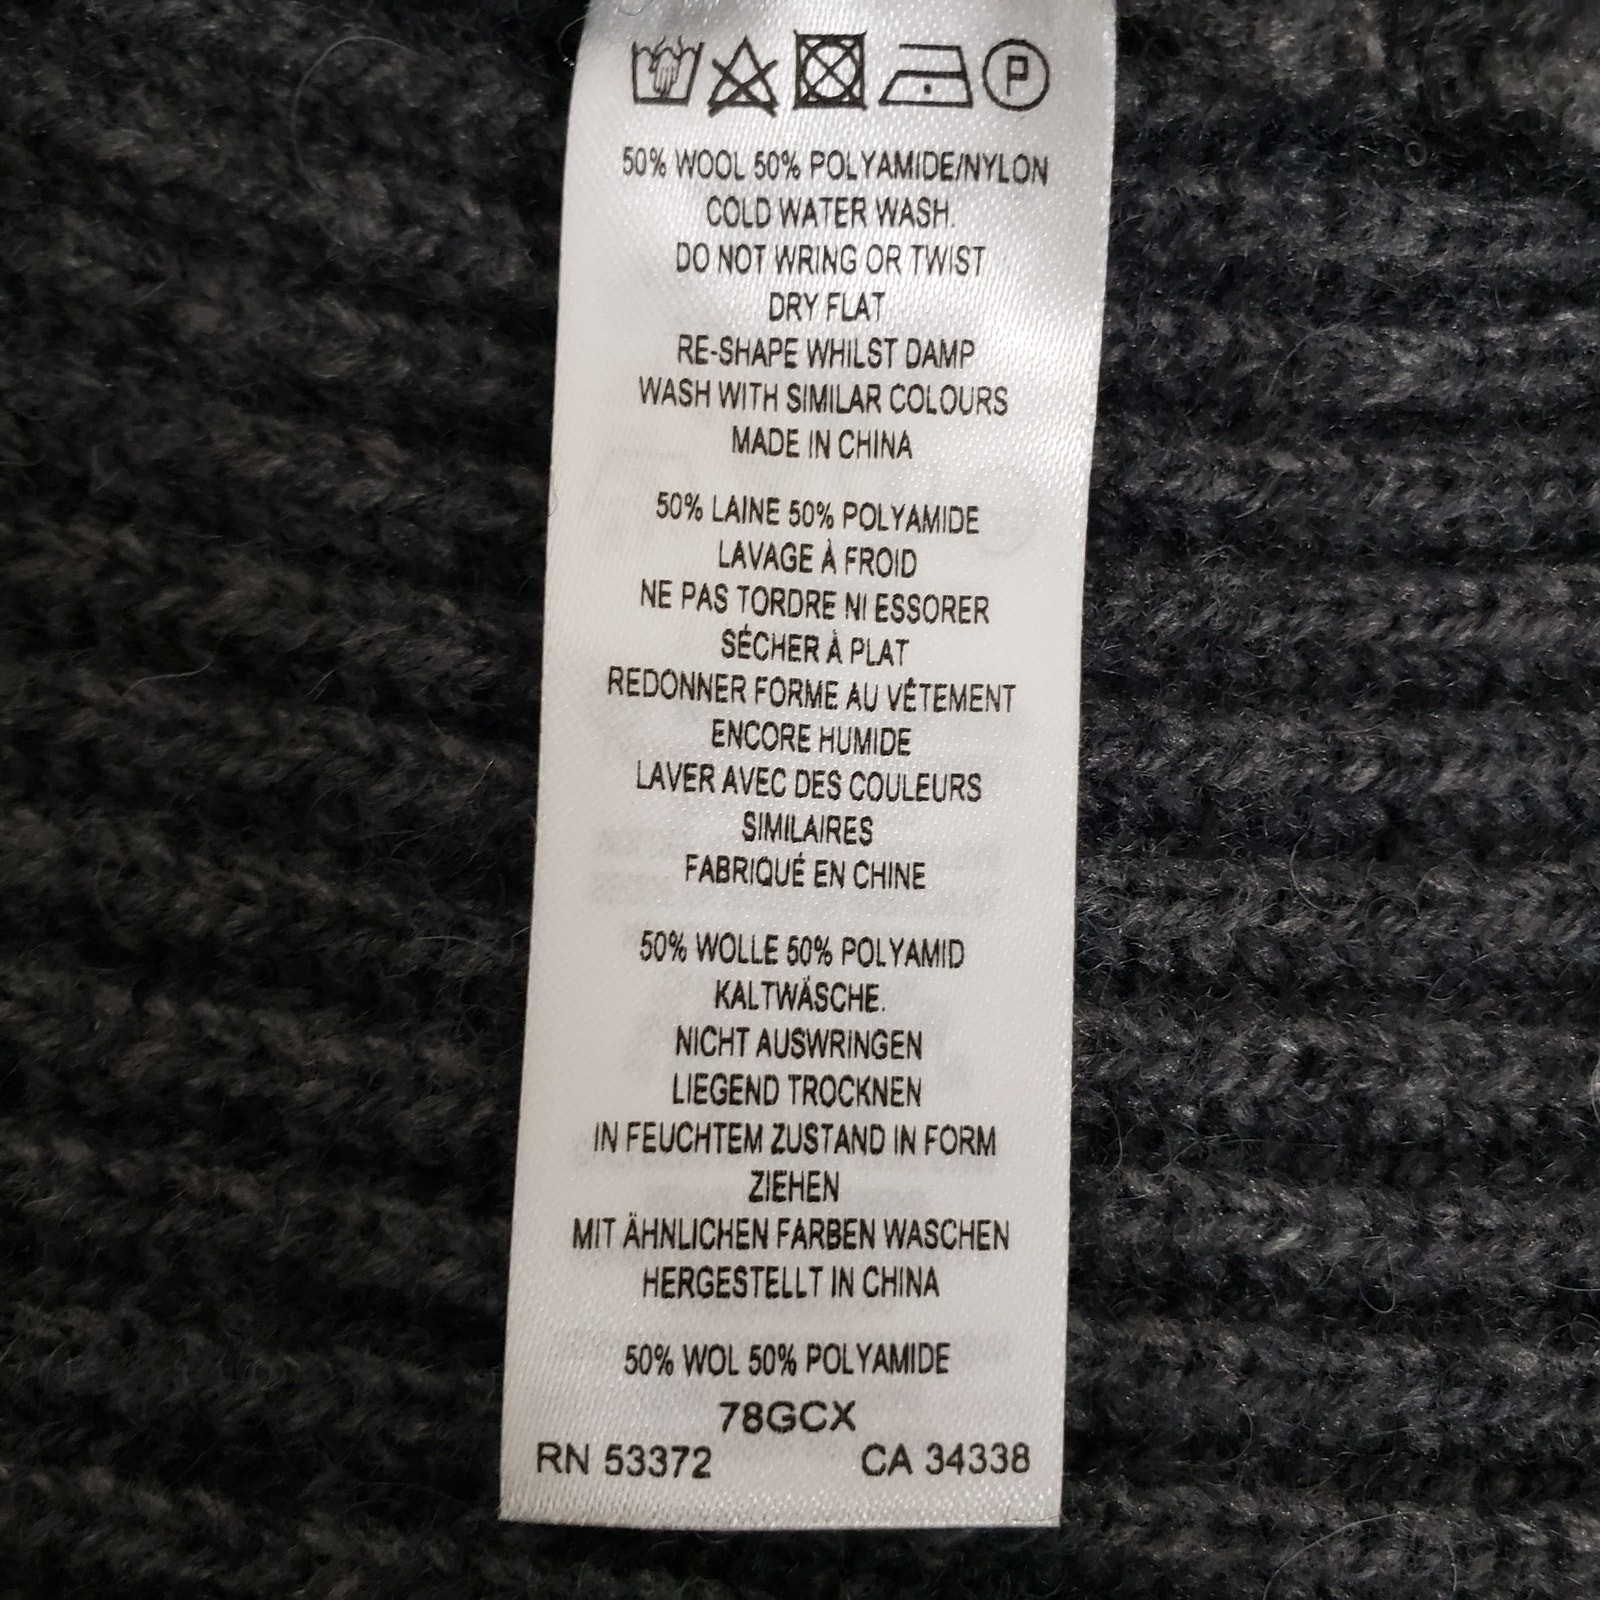 P
50% WOOL 50% POLYAMIDE/NYLON
COLD WATER WASH.
DO NOT WRING OR TWIST
DRY FLAT
RE-SHAPE WHILST DAMP
WASH WITH SIMILAR COLOURS
MADE IN CHINA
50% LAINE 50% POLYAMIDE
LAVAGE À FROID
NE PAS TORDRE NI ESSORER
SÉCHER À PLAT
REDONNER FORME AU VÉTEMENT
ENCORE HUMIDE
LAVER AVEC DES COULEURS
SIMILAIRES
FABRIQUÉ EN CHINE
50% WOLLE 50% POLYAMID
KALTWÄSCHE.
NICHT AUSWRINGEN
LIEGEND TROCKNEN
IN FEUCHTEM ZUSTAND IN FORM
ZIEHEN
MIT ÄHNLICHEN FARBEN WASCHEN
HERGESTELLT IN CHINA
50% WOL 50% POLYAMIDE
78GCX
RN 53372 CA 34338